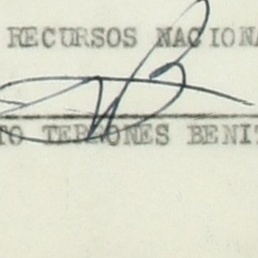 RECURSOS NACIONA
TO TERRONES BENIT